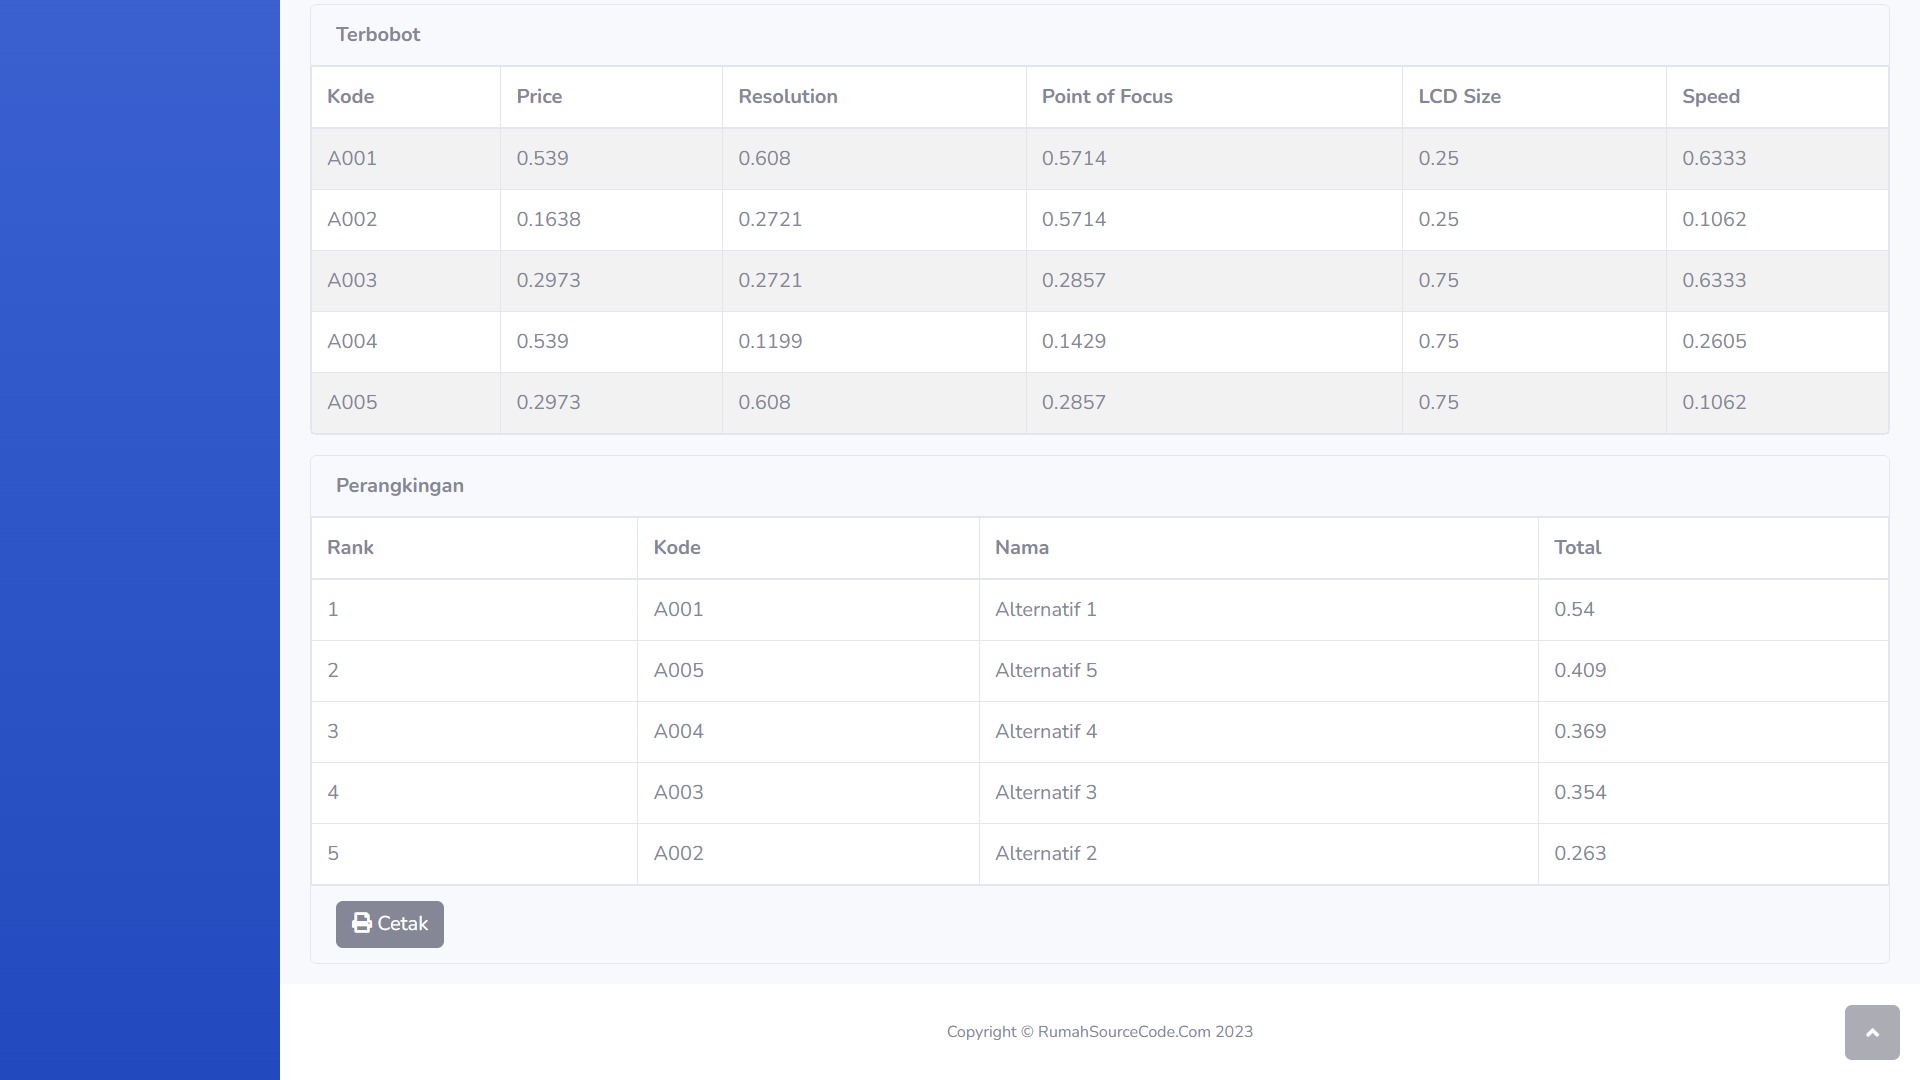 Terbobot
Kode Price Resolution Point of Focus LCD Size Speed
A001 0.539 0.608 0.5714 0.25 0.6333
A002 0.1638 0.2721 0.5714 0.25 0.1062
A003 0.2973 0.2721 0.2857 0.75 0.6333
A004 0.539 0.1199 0.1429 0.75 0.2605
A005 0.2973 0.608 0.2857 0.75 0.1062
Perangkingan
Rank Kode Nama Total
1 A001 Alternatif 1 0.54
2 A005 Alternatif 5 0.409
3 A004 Alternatif 4 0.369
4 A003 Alternatif 3 0.354
5 A002 Alternatif 2 0.263
Cetak
Copyright © RumahSourceCode.Com 2023